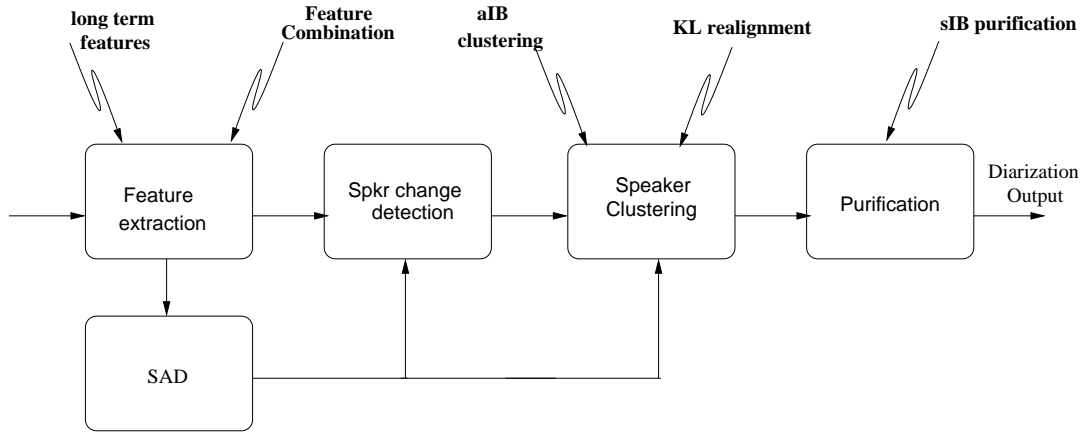 long term
features
Feature
Combination
aIB
clustering
KL realignment
sIB purification
Feature
extraction
Spkr change
detection
Speaker
Clustering
Purification
Diarization
Output
SAD